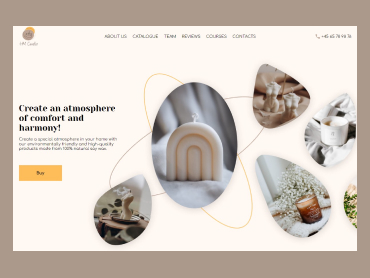 HM Candle
ABOUT US CATALOGUE TEAM REVIEWS COURSES CONTACTS
+45 65 78 98 76
Create an atmosphere
of comfort and
harmony!
Create a special atmosphere in your home with
our environmentally friendly and high-quality
products made from 100% natural soy wax.
Buy